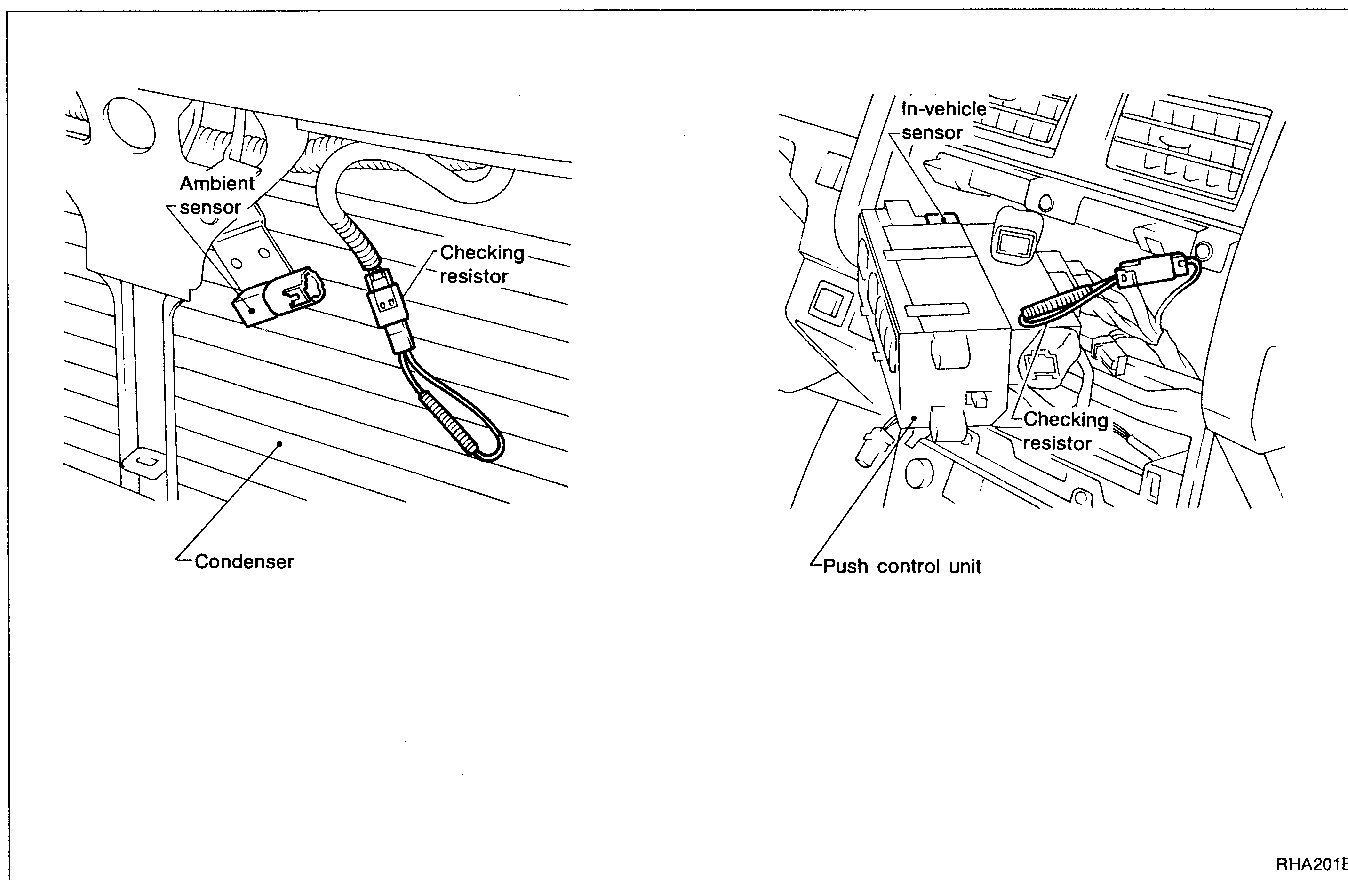 Ambient
sensor
Checking
resistor
Condenser
In-vehicle
sensor
Checking
resistor
Push control unit